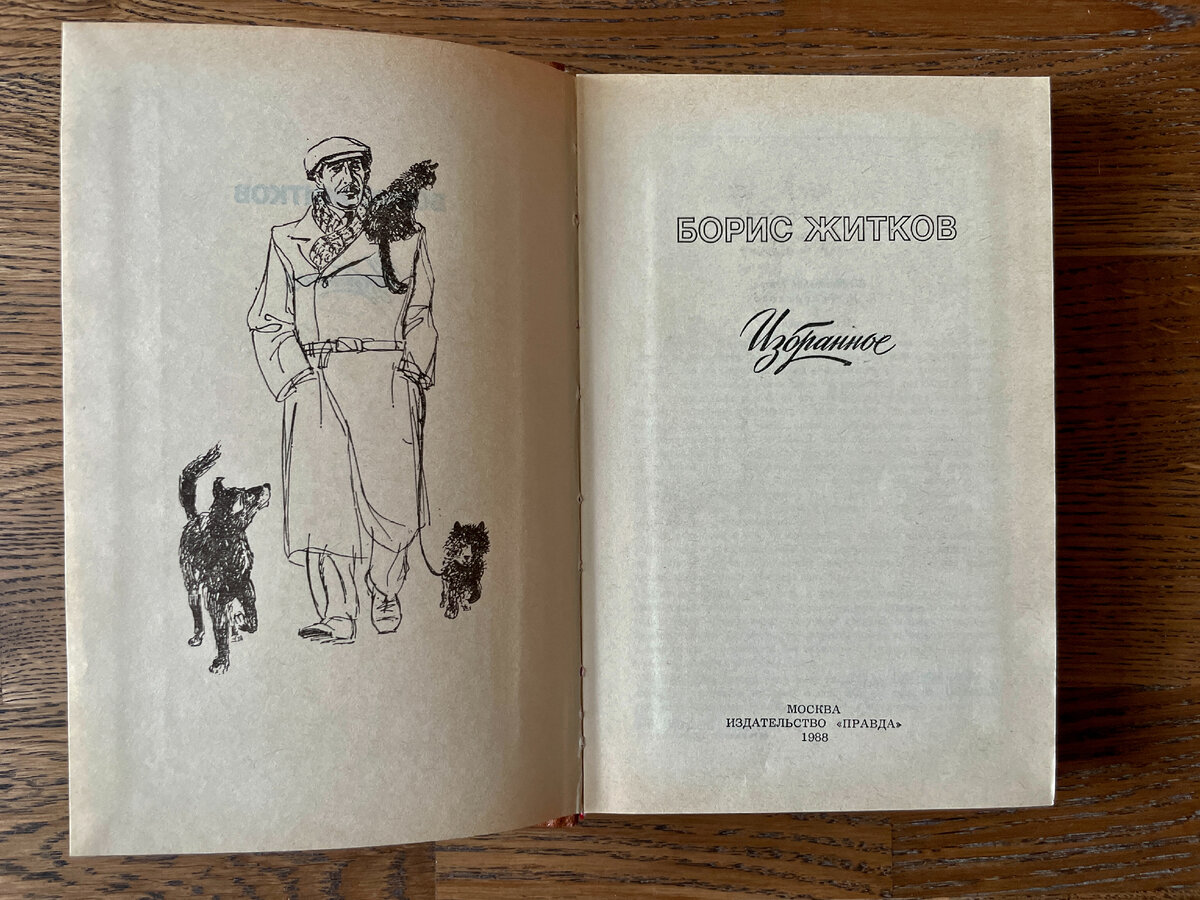 БОРИС ЖИТКОВ
Избранное
МОСКВА
ИЗДАТЕЛЬСТВО «ПРАВДА»
1988